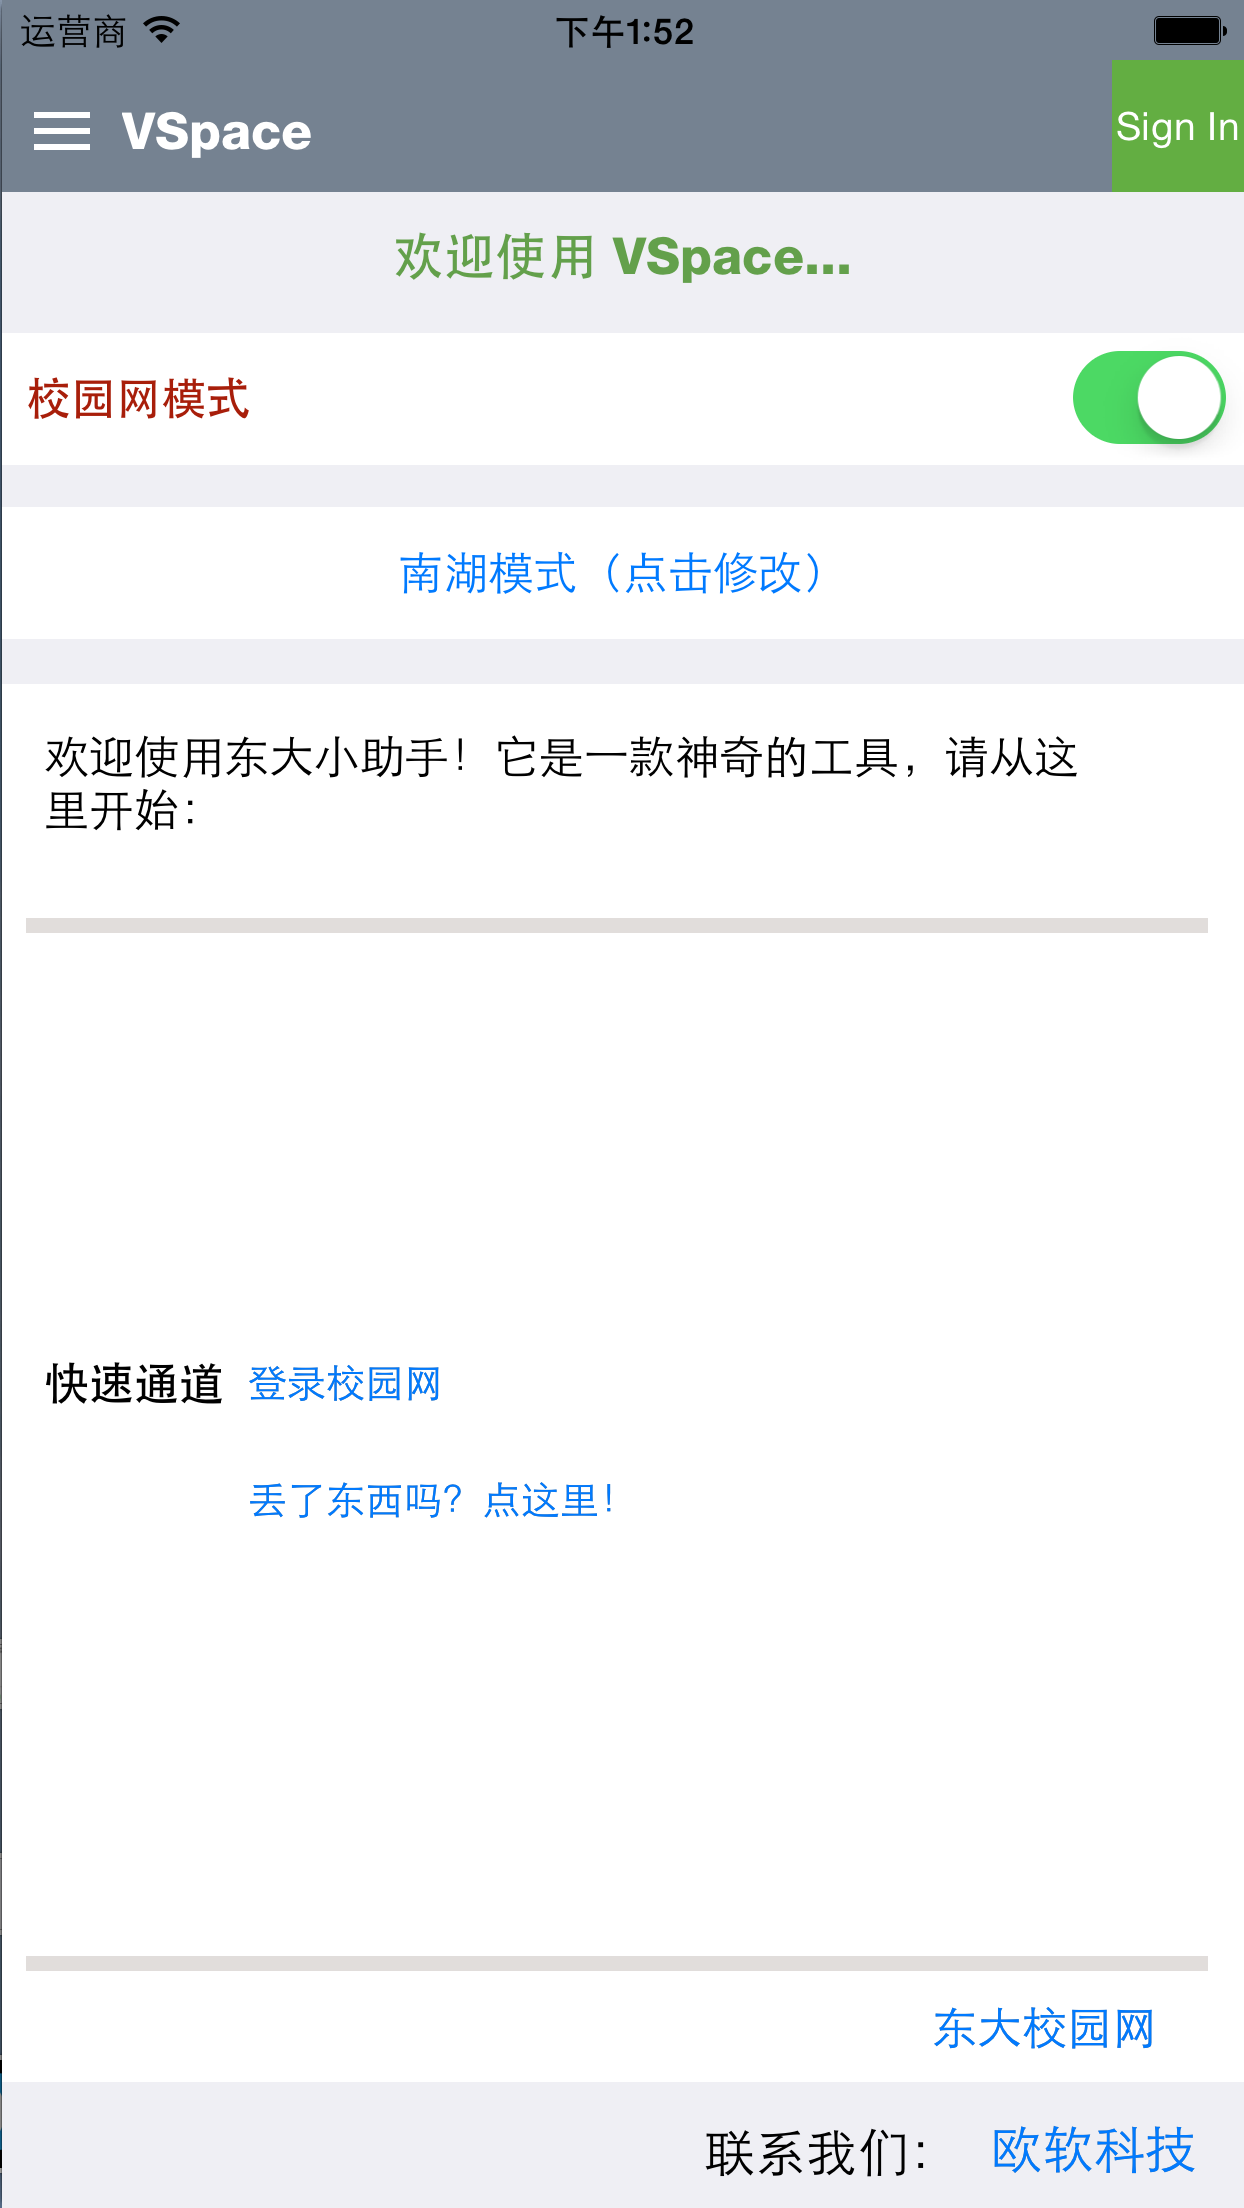 运营商
下午1:52
VSpace
Sign In
欢迎使用 VSpace...
校园网模式
南湖模式（点击修改）
欢迎使用东大小助手！它是一款神奇的工具，请从这
里开始：
快速通道 登录校园网
丢了东西吗？点这里！
东大校园网
联系我们： 欧软科技